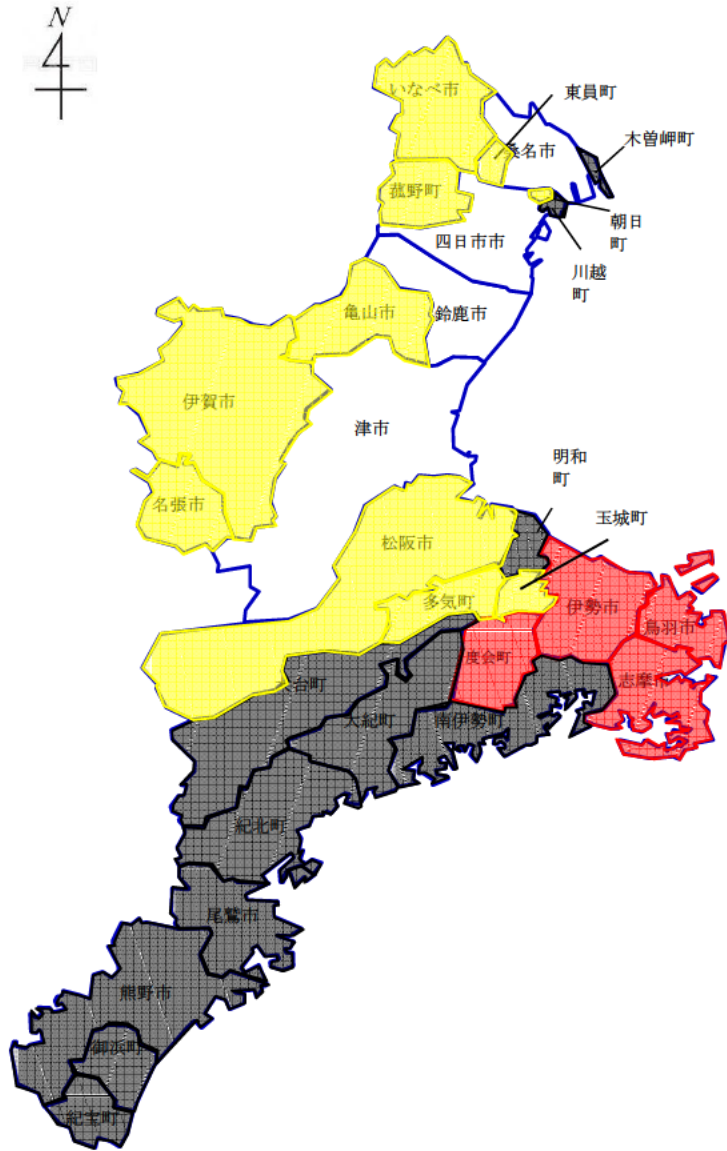 N
いなべ市
東員町
桑名市
木曽岬町
菰野町
朝日
町
四日市市
川越
町
亀山市
鈴鹿市
伊賀市
津市
明和
町
名張市
玉城町
松阪市
多気町
伊勢市
鳥羽市
度会町
志摩市
大台町
大紀町
南伊勢町
紀北町
尾鷲市
熊野市
御浜町
紀宝町